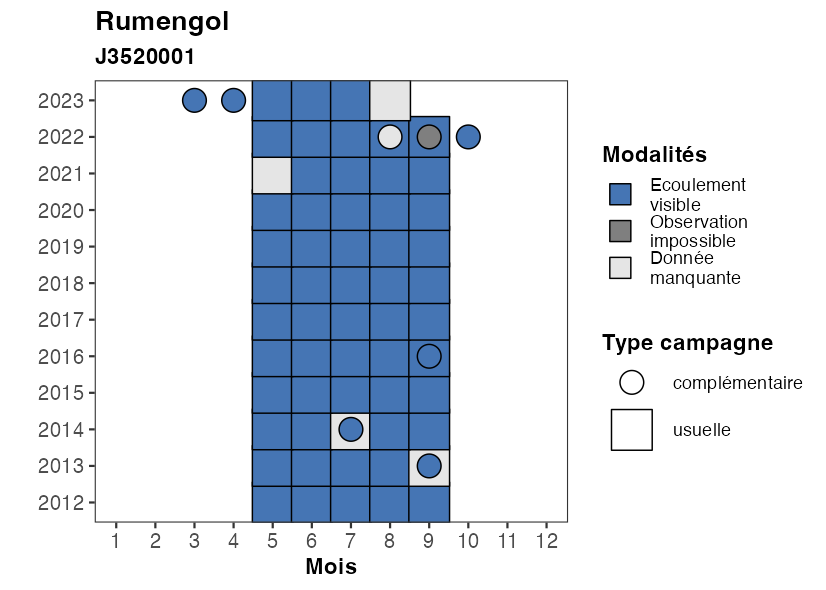 Rumengol
J3520001
2023
2022
2021
2020
2019
2018
2017
2016
2015
2014
2013
2012
1 2 3 4 5 6 7 8 9 10 11 12
Mois
Modalités
Ecoulement
visible
Observation
impossible
Donnée
manquante
Type campagne
complémentaire
usuelle